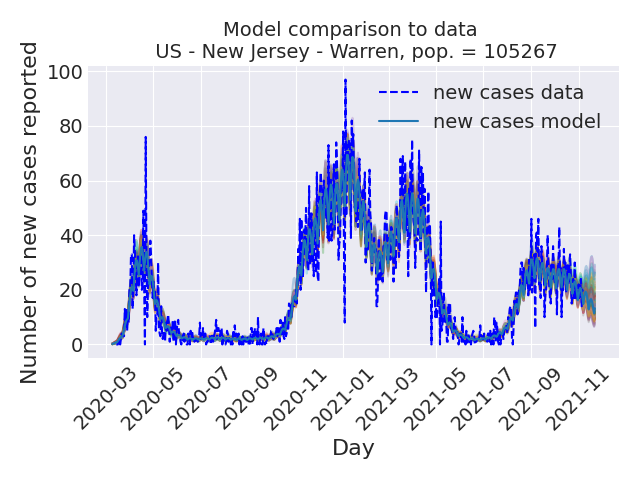 Model comparison to data
US - New Jersey - Warren, pop. = 105267
Number of new cases reported
100
80
60
40
20
0
new cases data
new cases model
2020-03
2020-05
2020-07
2020-09
2020-11
2021-01
2021-03
2021-05
2021-07
2021-09
2021-11
Day